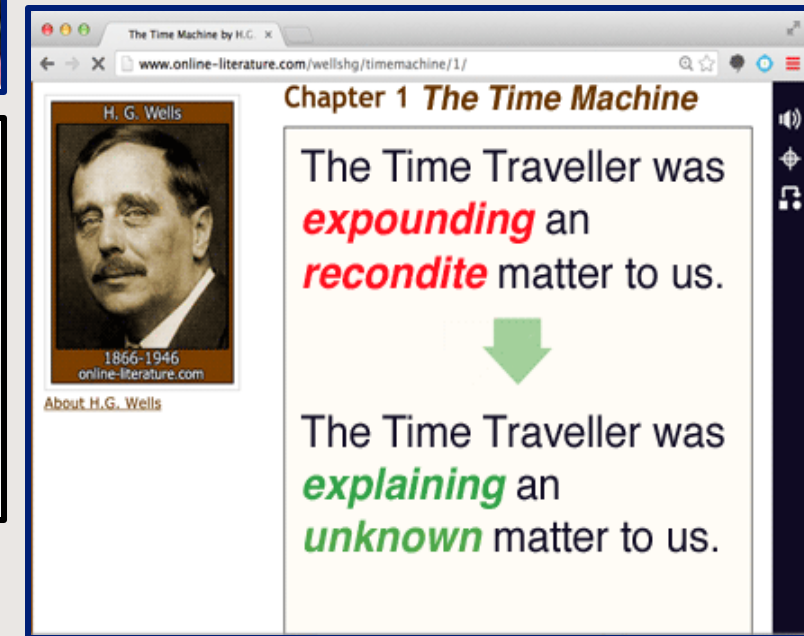 The Time Machine by H.G.
www.online-literature.com/wellshg/timemachine/1/
H. G. Wells
1866-1946
online-literature.com
About H.G. Wells
Chapter 1 The Time Machine
The Time Traveller was
expounding an
recondite matter to us.
The Time Traveller was
explaining an
unknown matter to us.